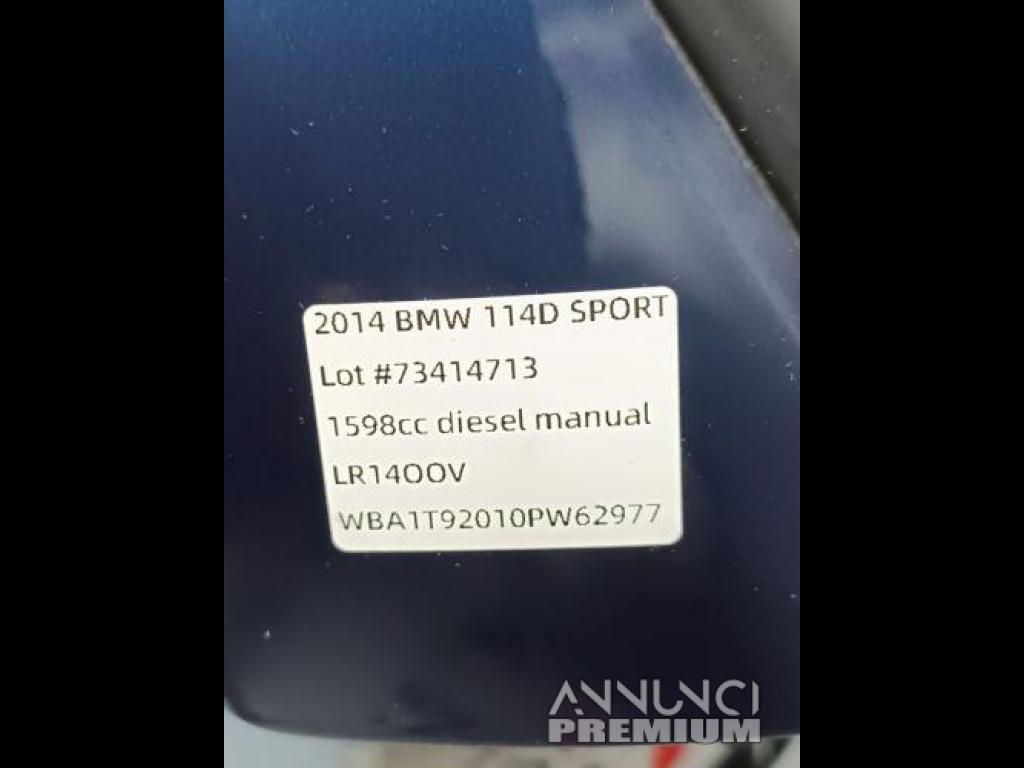 2014 BMW 114D SPORT
Lot #73414713
1598cc diesel manual
LR14OOV
WBA1T92010PW62977
ANNUNCI
PREMIUM